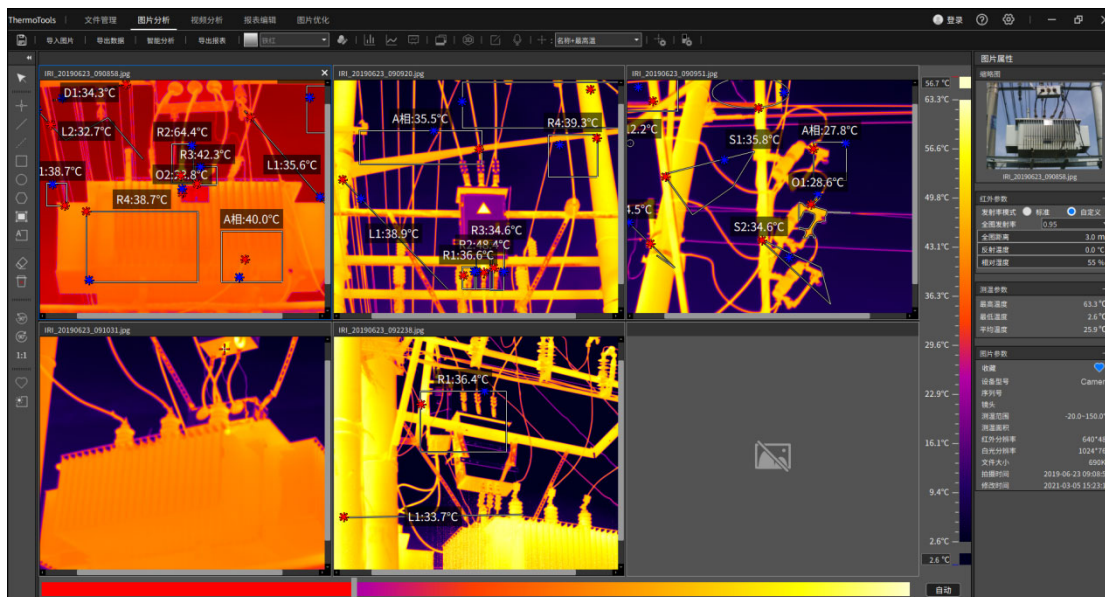 ThermoTools 文件管理 图片分析 视频分析 报表编辑 图片优化 登录
导入图片 导出数据 智能分析 导出报表 铁红 名称+最高温
IRI_20190623_090858.jpg
D1:34.3°C
L2:32.7°C
R2:64.4°C
R3:42.3°C
L1:35.6°C
1:38.7°C
R4:38.7°C
A相:40.0°C
IRI_20190623_090920.jpg
A相:35.5°C
R4:39.3°C
L1:38.9°C
R3:34.6°C
R2:48.4°C
R1:36.6°C
IRI_20190623_090951.jpg
A相:27.8°C
S1:35.8°C
O1:28.6°C
S2:34.6°C
IRI_20190623_091031.jpg
IRI_20190623_092238.jpg
R1:36.4°C
L1:33.7°C
56.7 °C
63.3°C
56.6°C
49.8°C
43.1°C
36.3°C
29.6°C
22.9°C
16.1°C
9.4°C
2.6°C
2.6 °C
自动
图片属性
缩略图
IRI_20190623_090858.jpg
红外参数
发射率模式 标准 自定义
全图发射率 0.95
全图距离 3.0 m
反射温度 0.0 °C
相对湿度 55 %
测温参数
最高温度 63.3 °C
最低温度 2.6 °C
平均温度 25.9 °C
图片参数
收藏
设备型号
序列号
镜头
测温范围 -20.0~150.0°
测温面积
红外分辨率
白光分辨率
文件大小
拍摄时间
修改时间
1:1